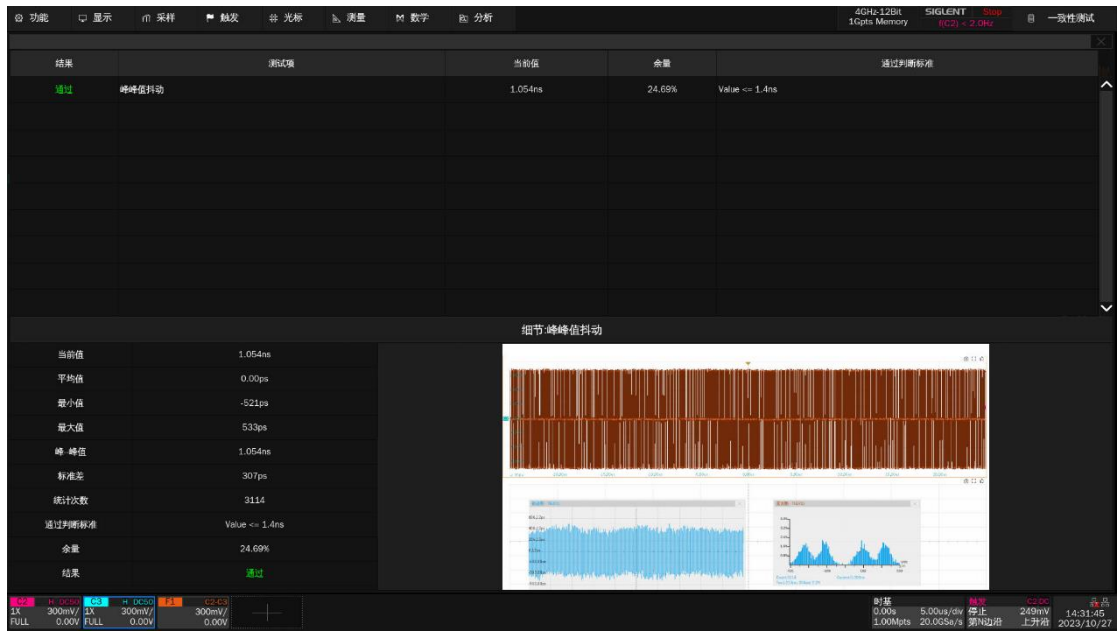 功能 显示 采样 触发 光标 测量 数学 分析 4GHz-12Bit SIGLENT Stop 一致性测试
1Gpts Memory f(C2) < 2.0Hz
结果 测试项 当前值 余量 通过判断标准
通过 峰峰值抖动 1.054ns 24.69% Value <= 1.4ns
细节:峰峰值抖动
当前值 1.054ns
平均值 0.00ps
最小值 -521ps
最大值 533ps
峰-峰值 1.054ns
标准差 307ps
统计次数 3114
通过判断标准 Value <= 1.4ns
余量 24.69%
结果 通过
C2 H DC50 C3 H DC50 F1 C2-C3 时基 触发 C2 DC
1X 300mV/ 1X 300mV/ 300mV/ 0.00s 5.00us/div 停止 249mV 14:31:45
FULL 0.00V FULL 0.00V 0.00V 1.00Mpts 20.0GSa/s 第N边沿 上升沿 2023/10/27